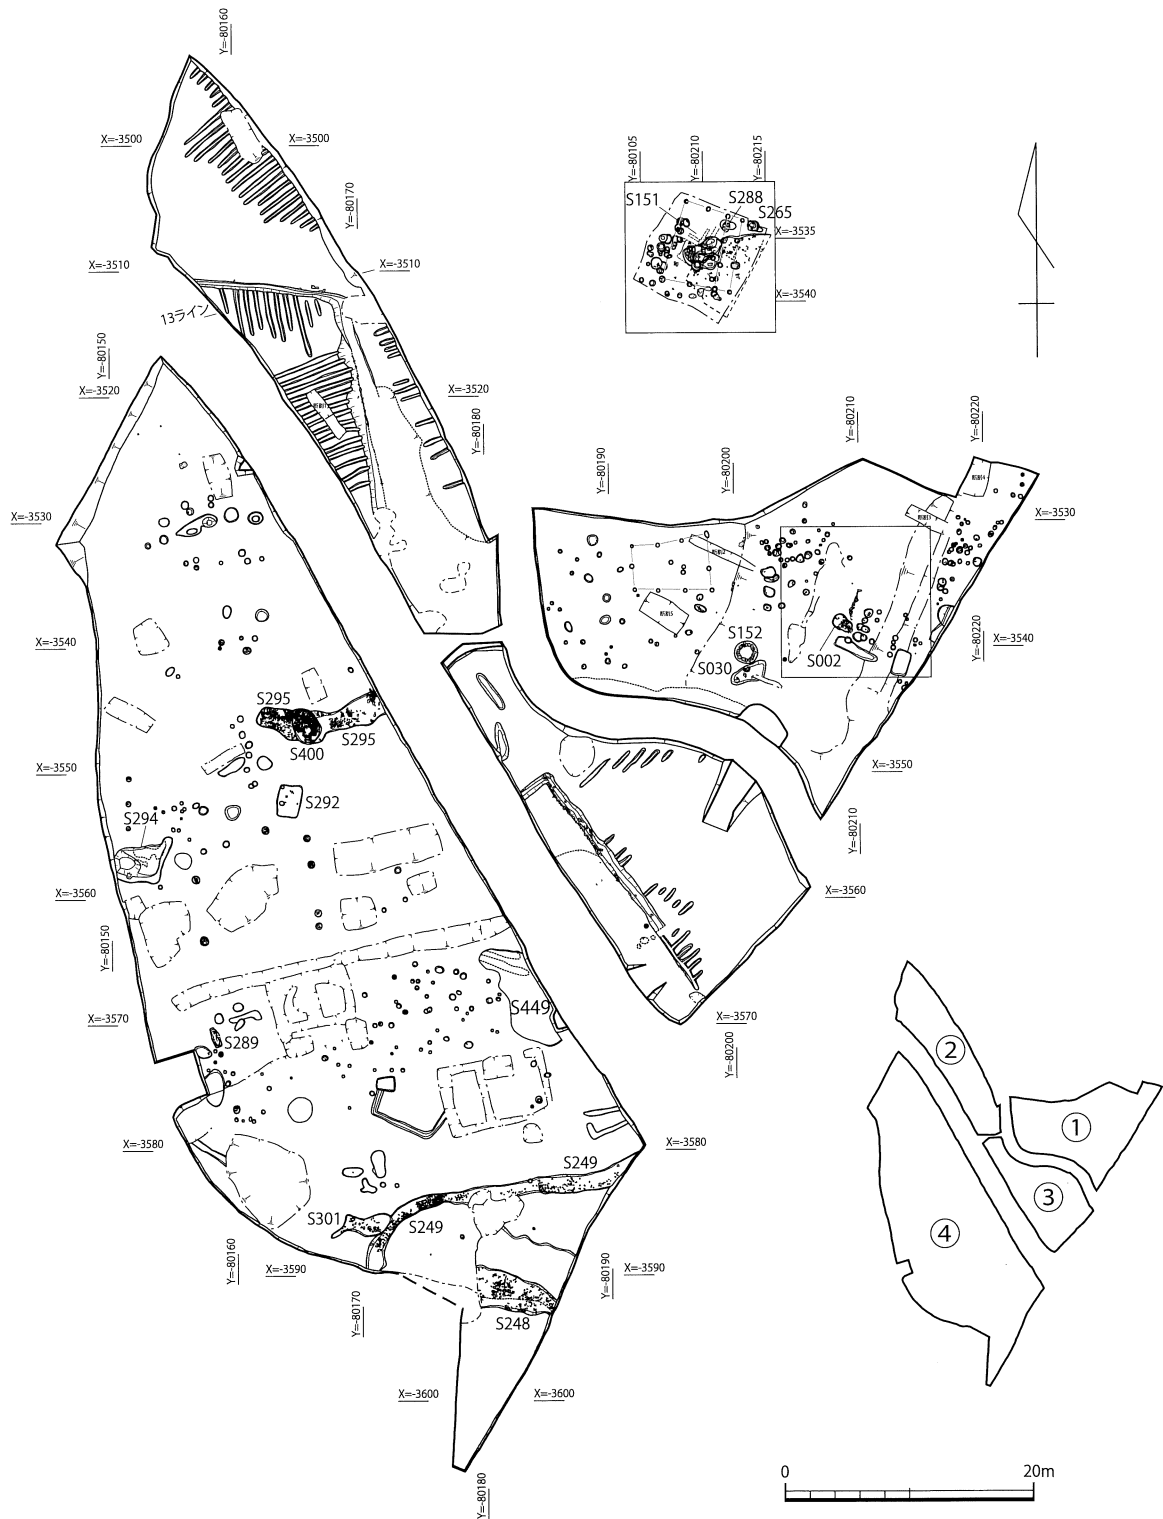 Y=-80160
X=-3500
X=-3500
Y=-80170
X=-3510
X=-3510
13ライン
Y=-80150
X=-3520
X=-3520
Y=-80180
Y=-80105
Y=-80210
Y=-80215
S151
S288
S265
X=-3535
X=-3540
Y=-80190
Y=-80200
Y=-80210
Y=-80220
X=-3530
X=-3530
X=-3540
S152
S030
S002
Y=-80220
X=-3540
S295
S295
S400
X=-3550
X=-3550
S292
S294
Y=-80210
X=-3560
X=-3560
Y=-80150
X=-3570
S449
X=-3570
S289
Y=-80200
②
①
③
④
X=-3580
X=-3580
S249
S301
S249
Y=-80160
X=-3590
Y=-80190
X=-3590
Y=-80170
S248
X=-3600
X=-3600
Y=-80180
0
20m